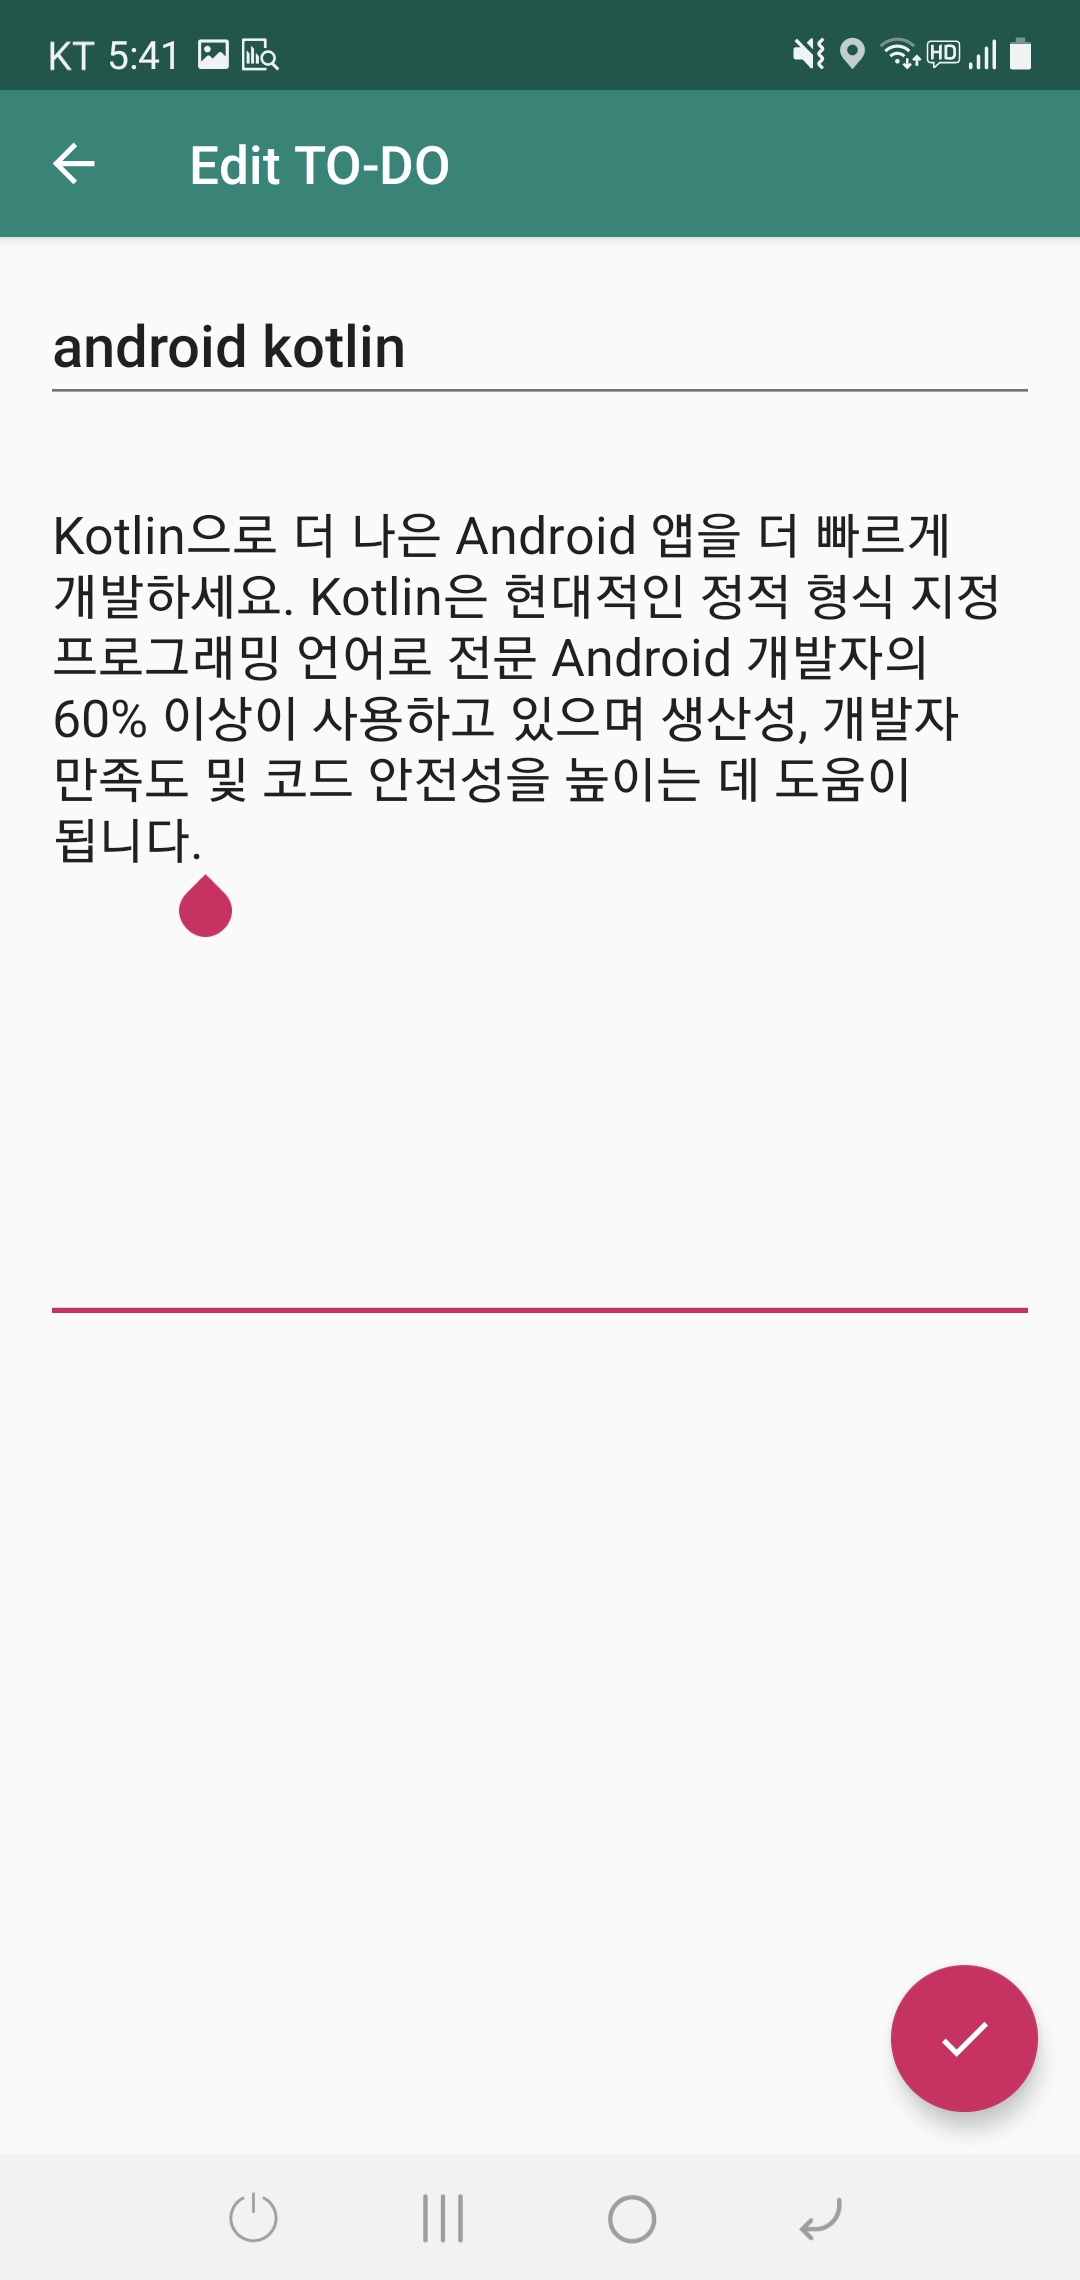 KT 5:41
HD
Edit TO-DO
android kotlin
Kotlin으로 더 나은 Android 앱을 더 빠르게
개발하세요. Kotlin은 현대적인 정적 형식 지정
프로그래밍 언어로 전문 Android 개발자의
60% 이상이 사용하고 있으며 생산성, 개발자
만족도 및 코드 안전성을 높이는 데 도움이
됩니다.